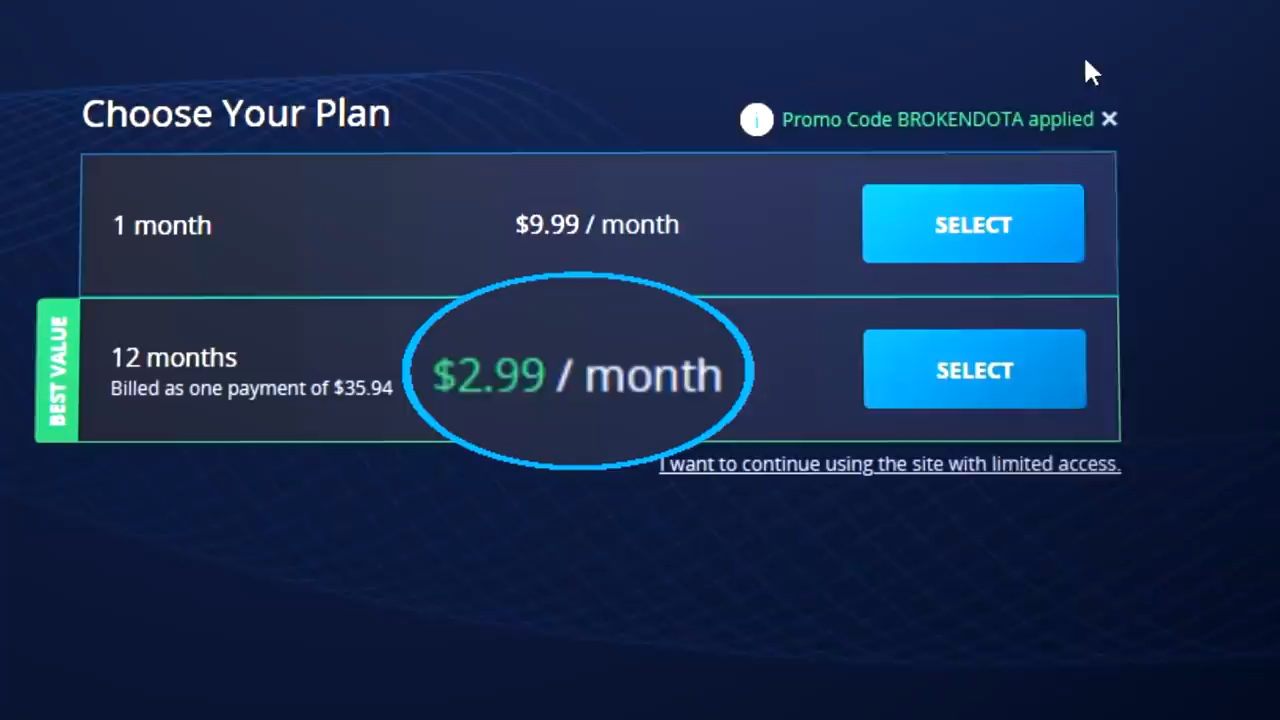 Choose Your Plan
i Promo Code BROKENDOTA applied ×
1 month
$9.99 / month
SELECT
BEST VALUE
12 months
Billed as one payment of $35.94
$2.99 / month
SELECT
I want to continue using the site with limited access.